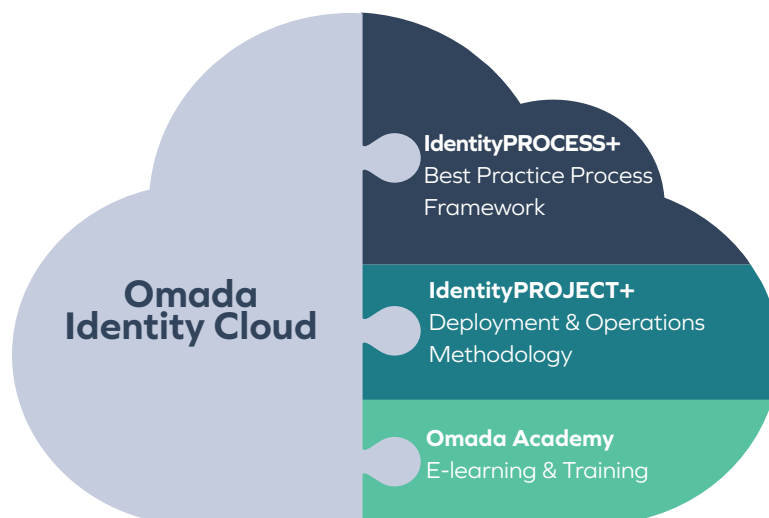 Omada
Identity Cloud
IdentityPROCESS+
Best Practice Process
Framework
IdentityPROJECT+
Deployment & Operations
Methodology
Omada Academy
E-learning & Training